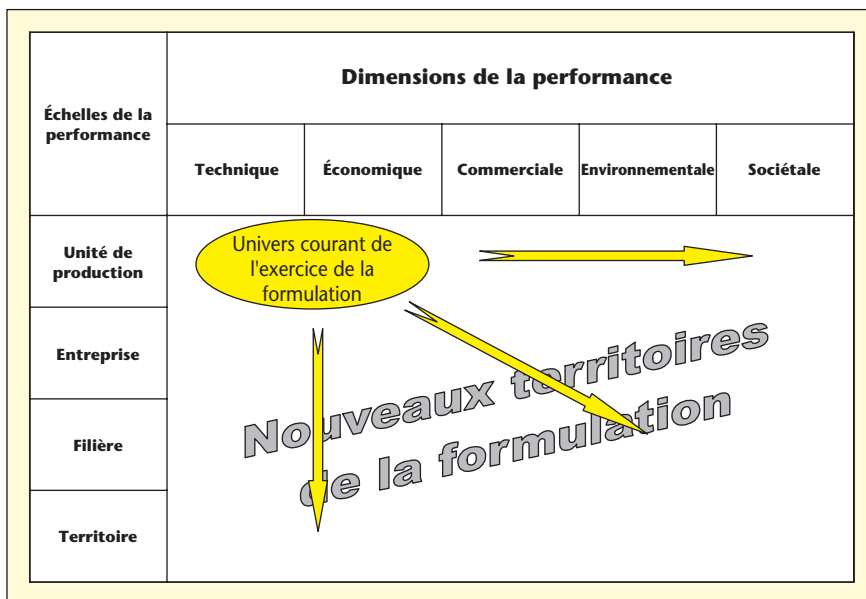 Échelles de la
performance
Dimensions de la performance
Technique
Économique
Commerciale
Environnementale
Sociétale
Unité de
production
Univers courant de
l'exercice de la
formulation
Entreprise
Filière
Territoire
Nouveaux territoires
de la formulation